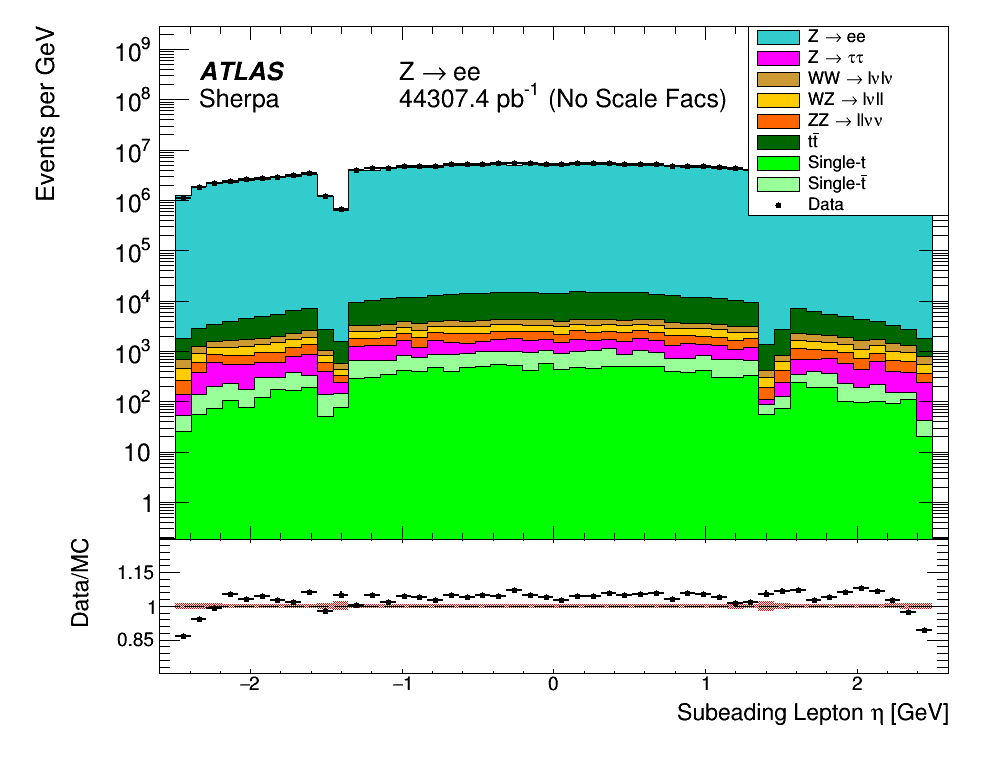 Events per GeV
10⁹
10⁸
10⁷
10⁶
10⁵
10⁴
10³
10²
10
1
ATLAS
Sherpa
Z → ee
44307.4 pb⁻¹ (No Scale Facs)
Z → ee
Z → ττ
WW → lνlν
WZ → lνll
ZZ → llνν
tt̄
Single-t
Single-t̄
Data
Data/MC
1.15
1
0.85
−2
−1
0
1
2
Subeading Lepton η [GeV]